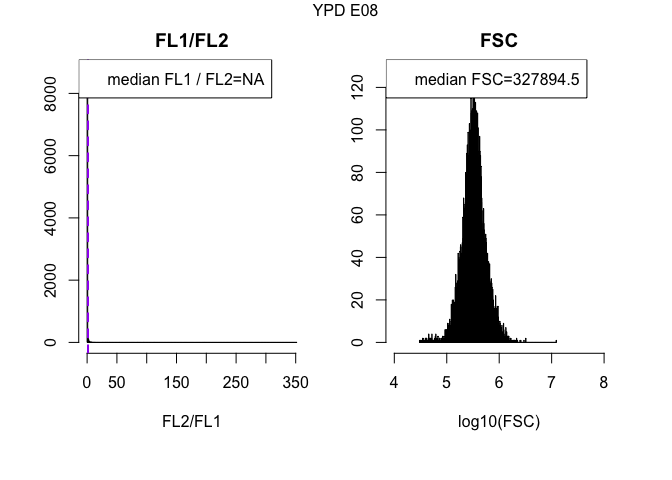 YPD E08
FL1/FL2
FSC
median FL1 / FL2=NA
median FSC=327894.5
0
2000
4000
6000
8000
0
20
40
60
80
100
120
0 50 150 250 350
4 5 6 7 8
FL2/FL1
log10(FSC)